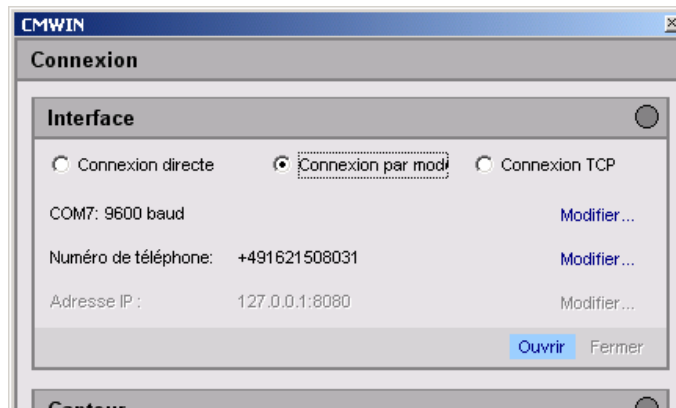 CMWIN
Connexion
Interface
Connexion directe Connexion par mod Connexion TCP
COM7: 9600 baud Modifier...
Numéro de téléphone: +491621508031 Modifier...
Adresse IP : 127.0.0.1:8080 Modifier...
Ouvrir Fermer